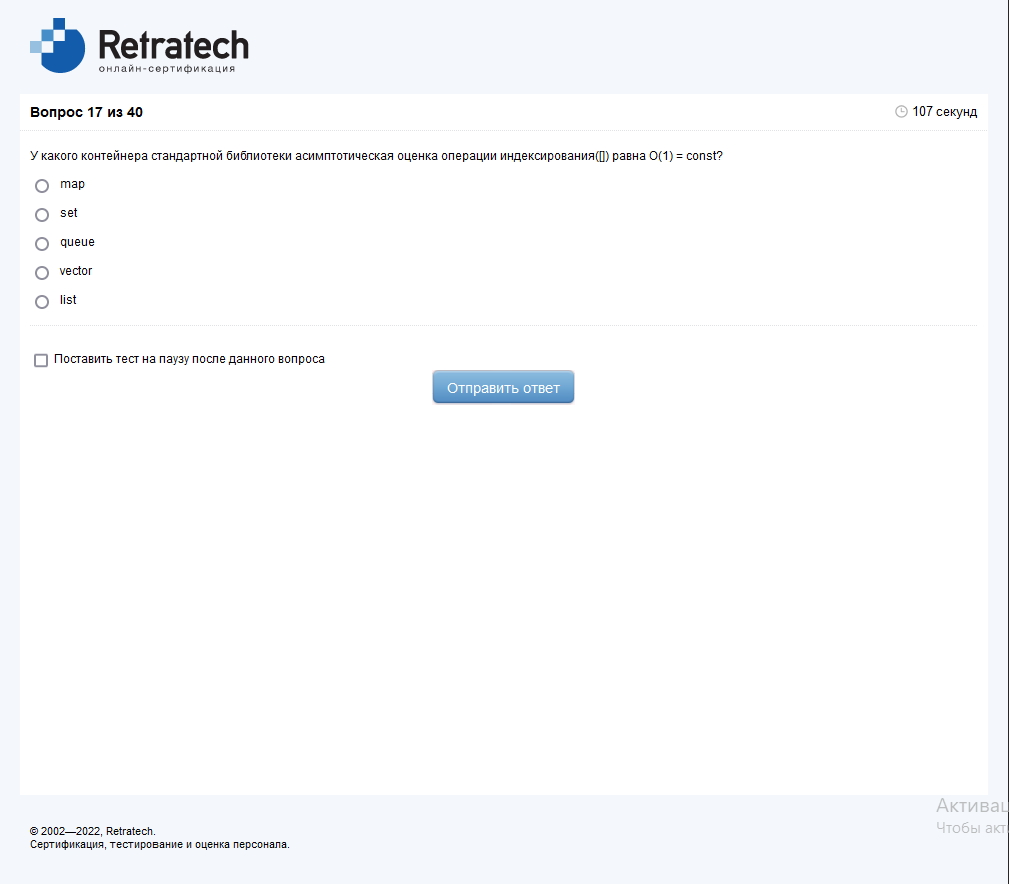 Retratech
онлайн-сертификация
Вопрос 17 из 40
107 секунд
У какого контейнера стандартной библиотеки асимптотическая оценка операции индексирования([]) равна O(1) = const?
map
set
queue
vector
list
Поставить тест на паузу после данного вопроса
Отправить ответ
© 2002—2022, Retratech.
Сертификация, тестирование и оценка персонала.
Активац
Чтобы акт